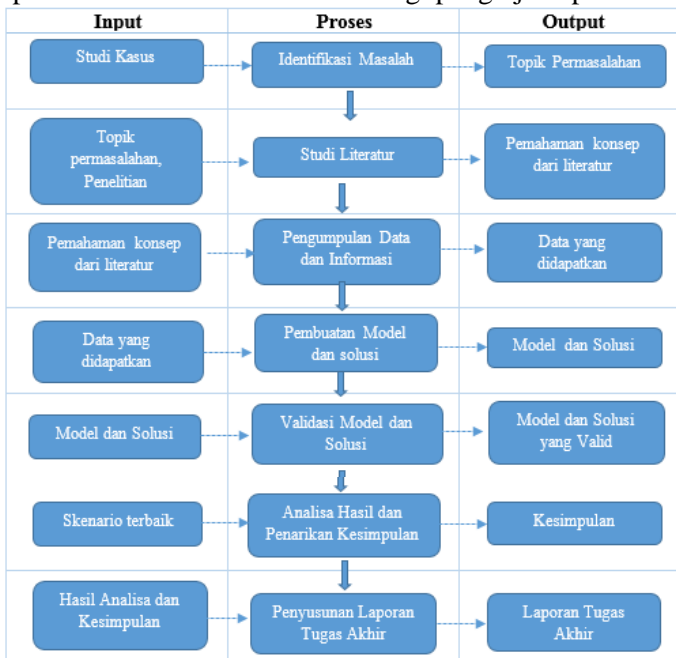 Input Proses Output
Studi Kasus
Identifikasi Masalah
Topik Permasalahan
Topik
permasalahan,
Penelitian
Studi Literatur
Pemahaman konsep
dari literatur
Pemahaman konsep
dari literatur
Pengumpulan Data
dan Informasi
Data yang
didapatkan
Data yang
didapatkan
Pembuatan Model
dan solusi
Model dan Solusi
Model dan Solusi
Validasi Model dan
Solusi
Model dan Solusi
yang Valid
Skenario terbaik
Analisa Hasil dan
Penarikan Kesimpulan
Kesimpulan
Hasil Analisa dan
Kesimpulan
Penyusunan Laporan
Tugas Akhir
Laporan Tugas
Akhir